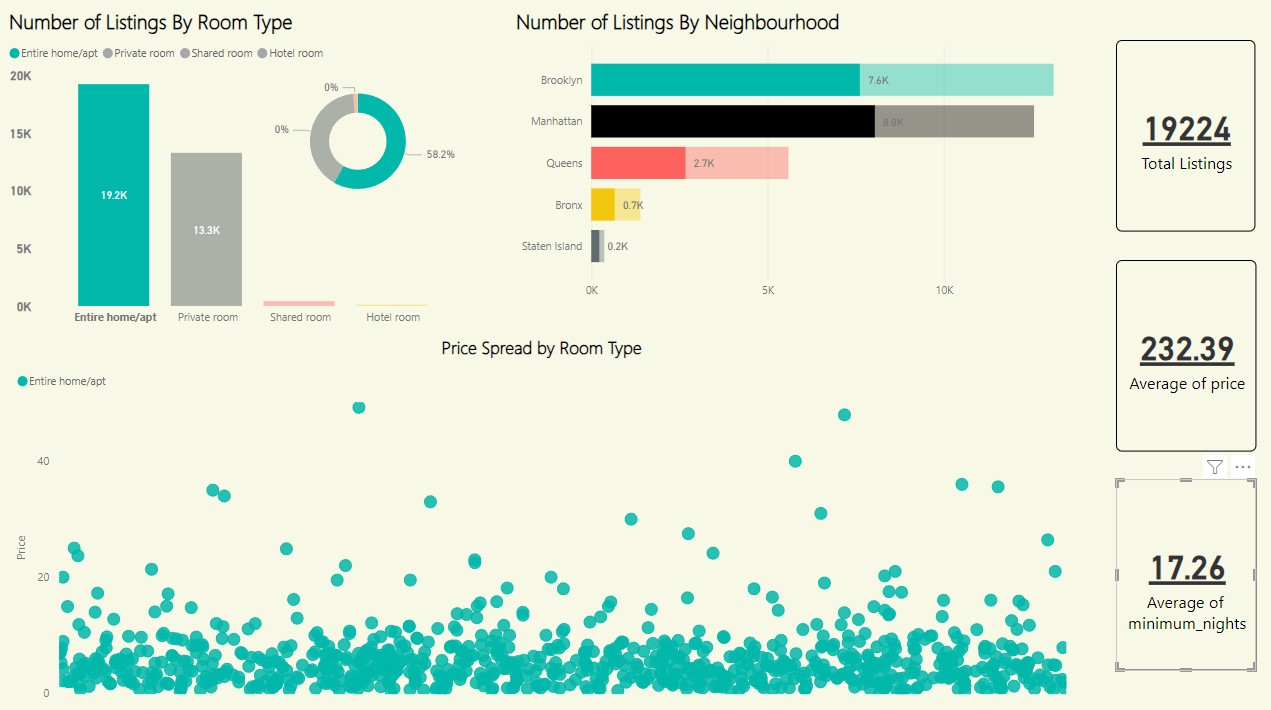 Number of Listings By Room Type
Entire home/apt Private room Shared room Hotel room
20K
15K
10K
5K
0K
19.2K
13.3K
Entire home/apt Private room Shared room Hotel room
0%
0%
58.2%
Number of Listings By Neighbourhood
Brooklyn 7.6K
Manhattan 8.0K
Queens 2.7K
Bronx 0.7K
Staten Island 0.2K
0K 5K 10K
19224
Total Listings
232.39
Average of price
17.26
Average of
minimum_nights
Price Spread by Room Type
Entire home/apt
Price
40
20
0